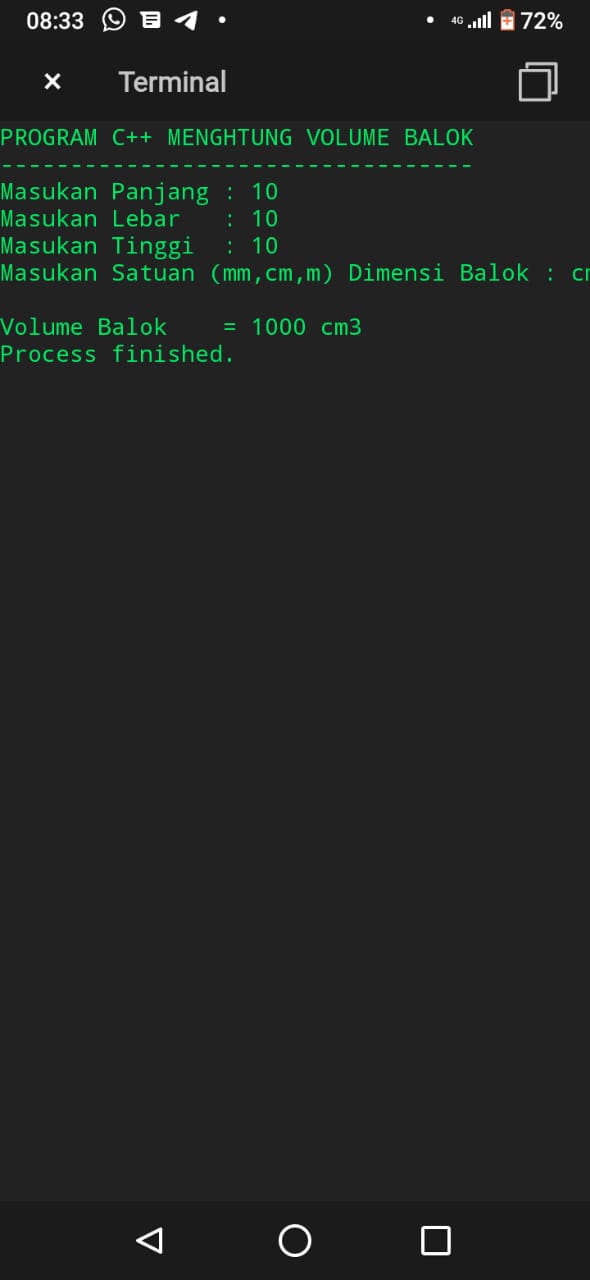 08:33
4G 72%
Terminal
PROGRAM C++ MENGHTUNG VOLUME BALOK
----------------------------------
Masukan Panjang : 10
Masukan Lebar   : 10
Masukan Tinggi  : 10
Masukan Satuan (mm,cm,m) Dimensi Balok :

Volume Balok    = 1000 cm3
Process finished.